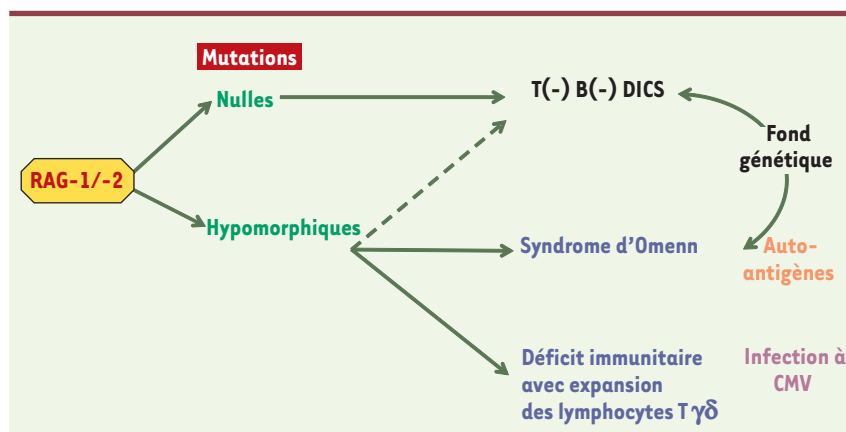 Mutations
Nulles
T(-) B(-) DICS
Fond
génétique
RAG-1/-2
Hypomorphiques
Syndrome d’Omenn
Auto-
antigènes
Déficit immunitaire
avec expansion
des lymphocytes T γδ
Infection à
CMV